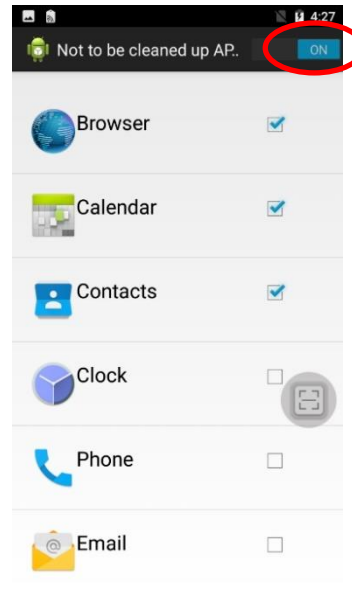 4:27
Not to be cleaned up AP..
ON
Browser
Calendar
Contacts
Clock
Phone
@
Email